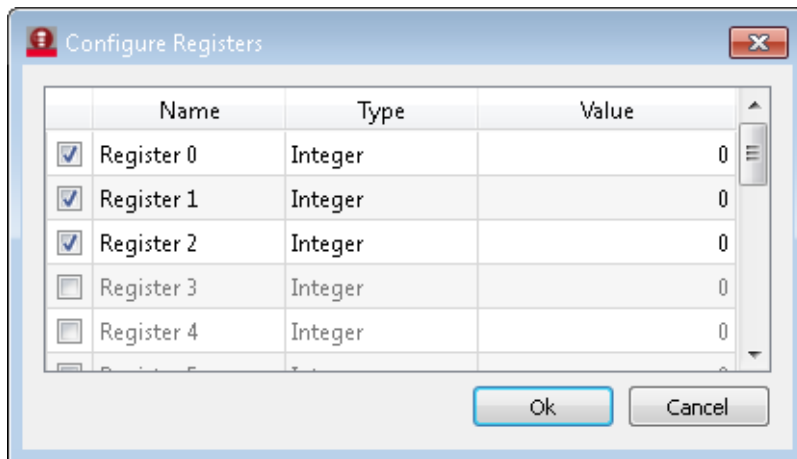 Configure Registers
Name Type Value
Register 0 Integer 0
Register 1 Integer 0
Register 2 Integer 0
Register 3 Integer 0
Register 4 Integer 0
Ok Cancel